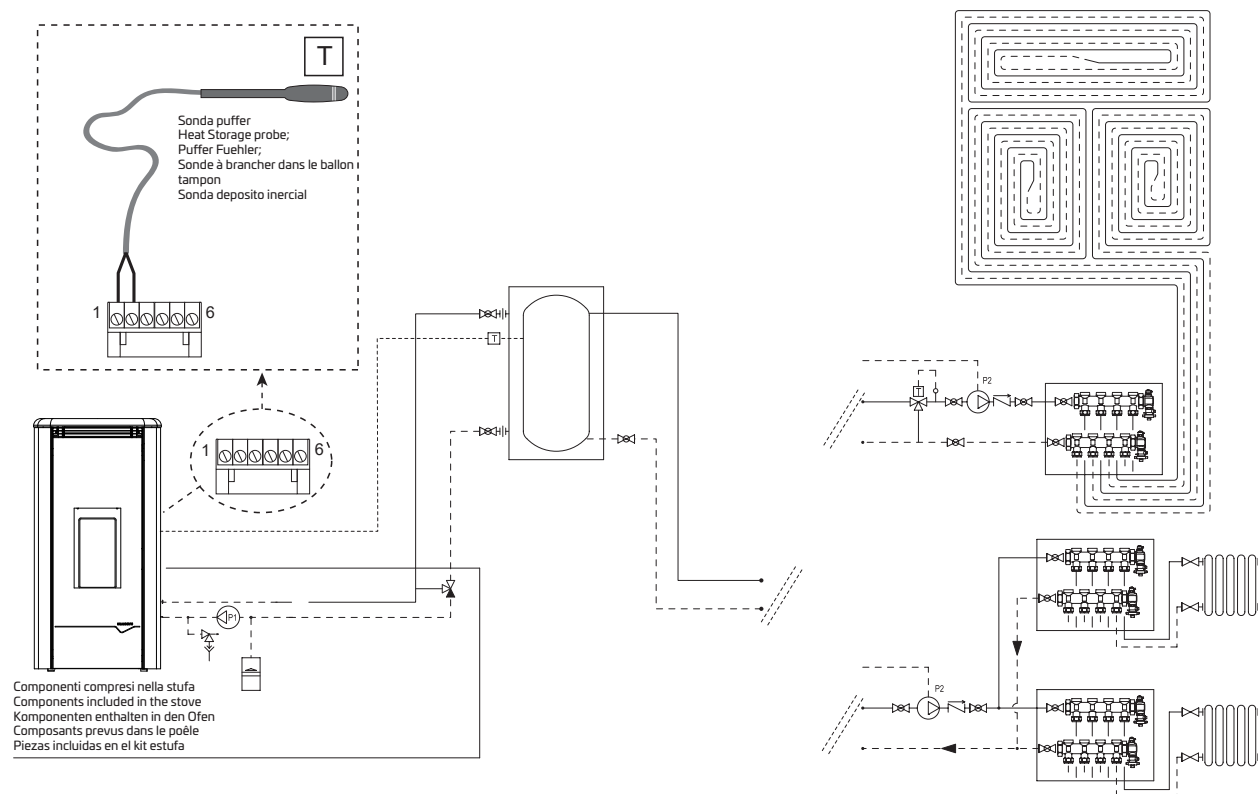 T
Sonda puffer
Heat Storage probe;
Puffer Fuehler;
Sonde à brancher dans le ballon
tampon
Sonda deposito inercial
1 6
1 6
T
P1
T
P2
P2
Componenti compresi nella stufa
Components included in the stove
Komponenten enthalten in den Ofen
Composants prevus dans le poêle
Piezas incluidas en el kit estufa